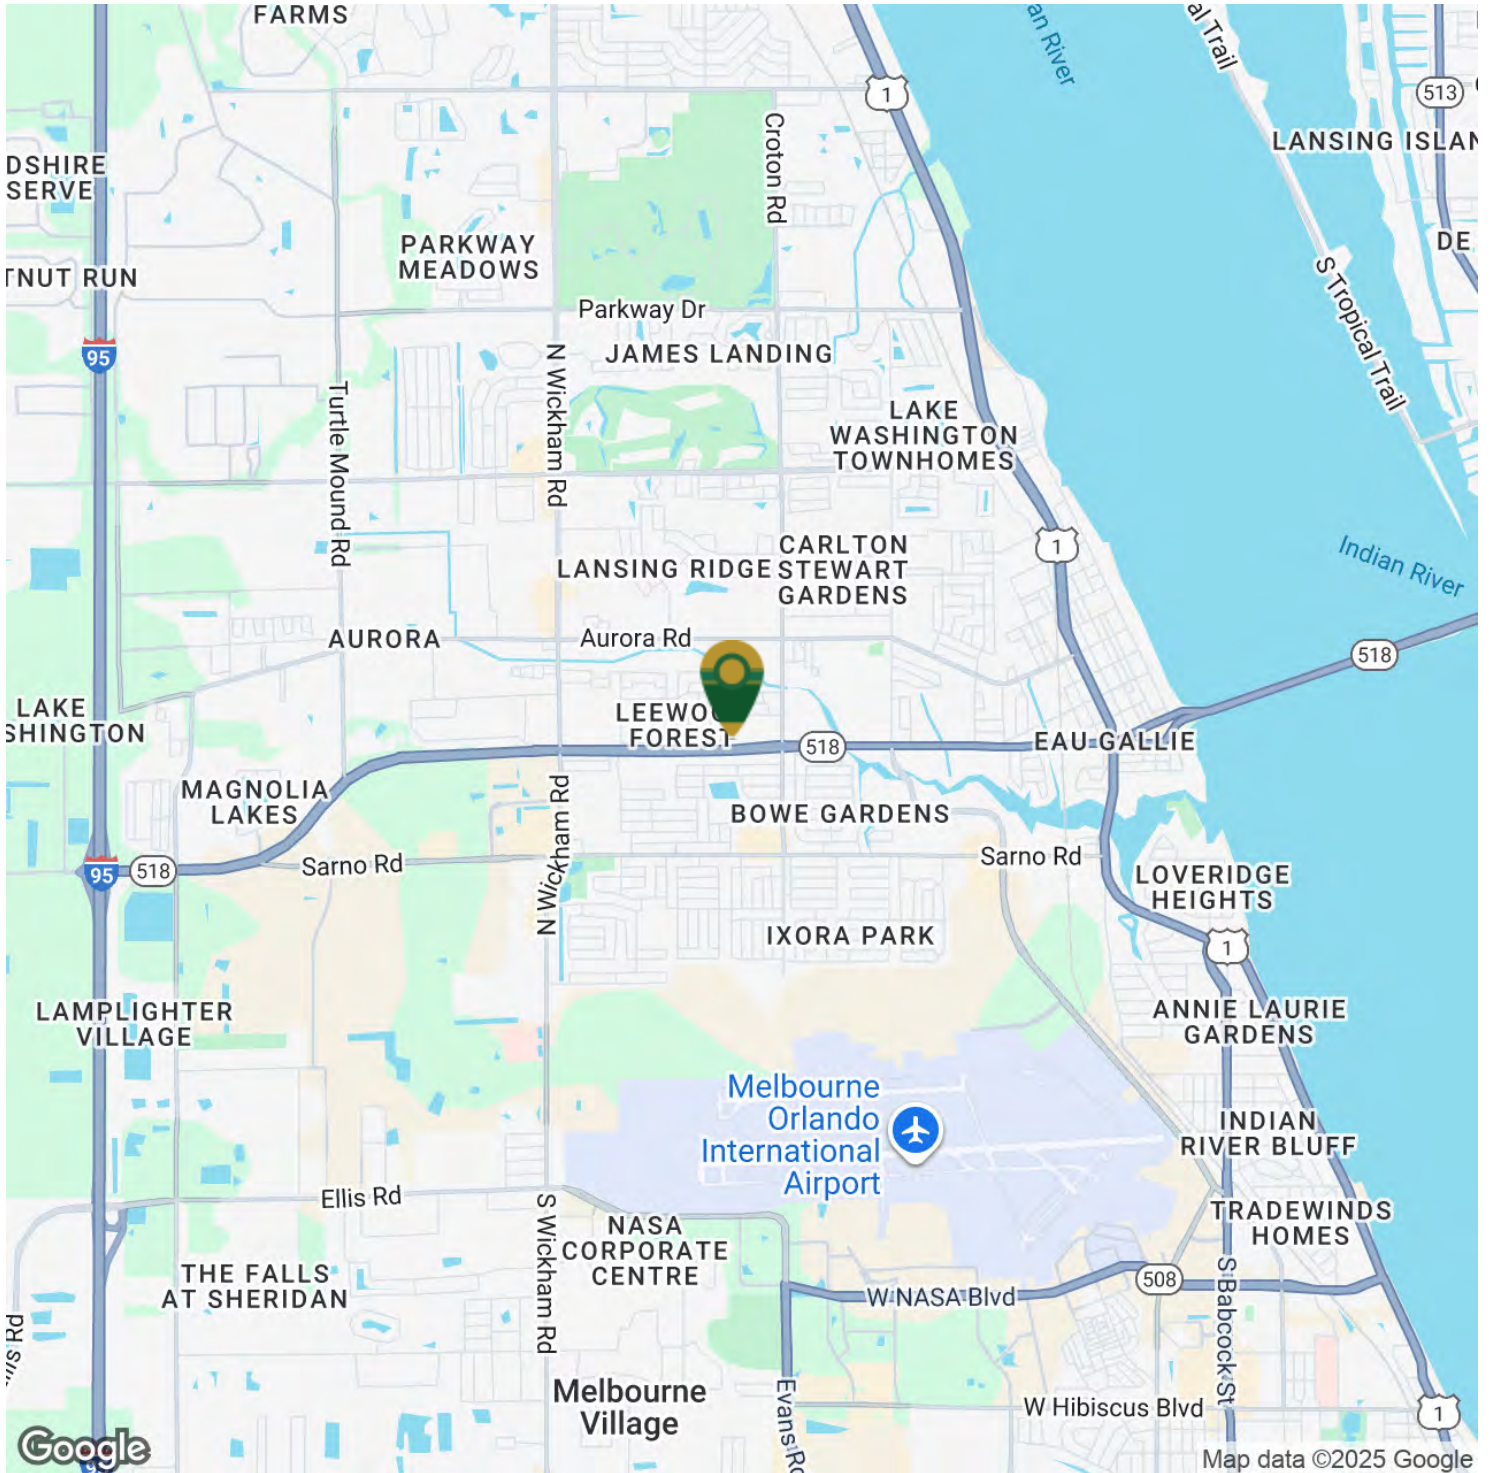 FARMS
an River
al Trail
1
513
Croton Rd
LANSING ISLAN
DSHIRE
SERVE
PARKWAY
MEADOWS
DE
TNUT RUN
S Tropical Trail
Parkway Dr
95
N Wickham Rd
JAMES LANDING
Turtle Mound Rd
LAKE
WASHINGTON
TOWNHOMES
1
CARLTON
STEWART
GARDENS
LANSING RIDGE
Indian River
AURORA
Aurora Rd
518
LAKE
SHINGTON
LEEWOO
FOREST
518
EAU GALLIE
MAGNOLIA
LAKES
N Wickham Rd
BOWE GARDENS
95
518
Sarno Rd
Sarno Rd
LOVERIDGE
HEIGHTS
IXORA PARK
1
LAMPLIGHTER
VILLAGE
ANNIE LAURIE
GARDENS
Melbourne
Orlando
International
Airport
INDIAN
RIVER BLUFF
Ellis Rd
S Wickham Rd
NASA
CORPORATE
CENTRE
TRADEWINDS
HOMES
THE FALLS
AT SHERIDAN
508
W NASA Blvd
S Babcock St
llis Rd
Melbourne
Village
Evans Rd
W Hibiscus Blvd
1
Google
Map data ©2025 Google